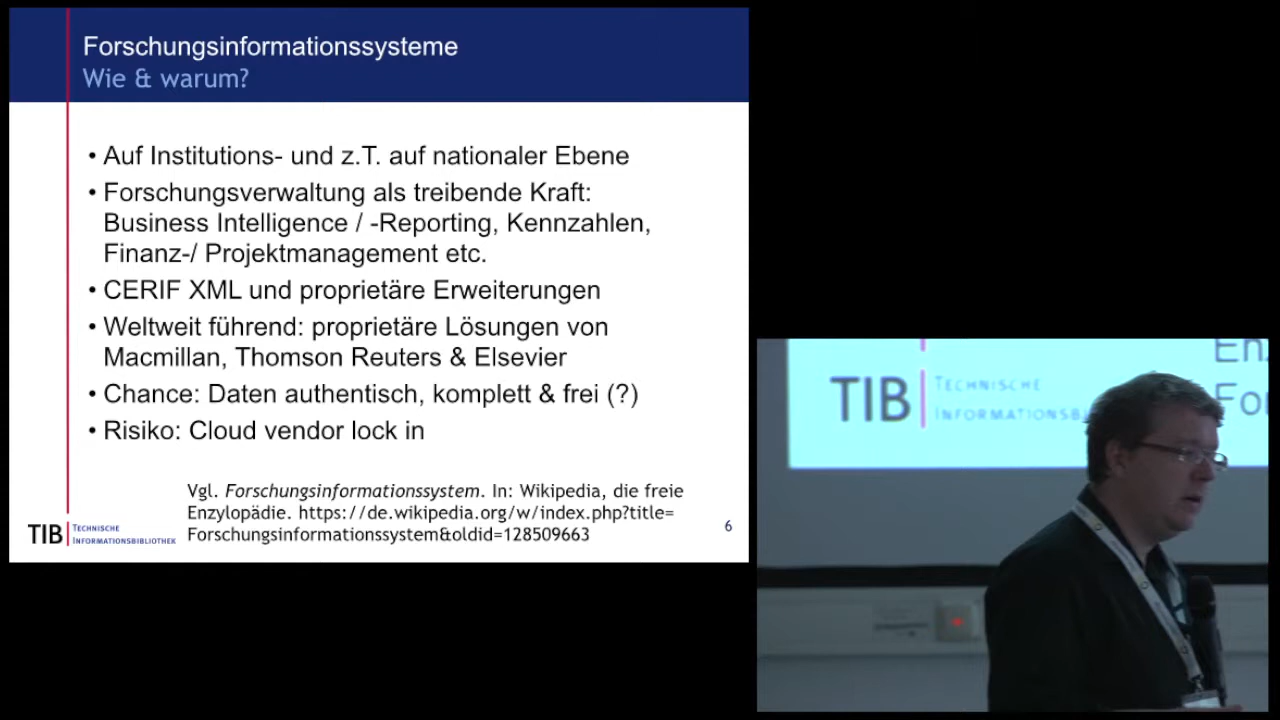 Forschungsinformationssysteme
Wie & warum?
• Auf Institutions- und z.T. auf nationaler Ebene
• Forschungsverwaltung als treibende Kraft:
Business Intelligence / -Reporting, Kennzahlen,
Finanz-/ Projektmanagement etc.
• CERIF XML und proprietäre Erweiterungen
• Weltweit führend: proprietäre Lösungen von
Macmillan, Thomson Reuters & Elsevier
• Chance: Daten authentisch, komplett & frei (?)
• Risiko: Cloud vendor lock in
Vgl. Forschungsinformationssystem. In: Wikipedia, die freie
Enzylopädie. https://de.wikipedia.org/w/index.php?title=
Forschungsinformationssystem&oldid=128509663
TIB TECHNISCHE
INFORMATIONSBIBLIOTHEK
6
En
Fo
TIB TECHNISCHE
INFORMATIONSBI